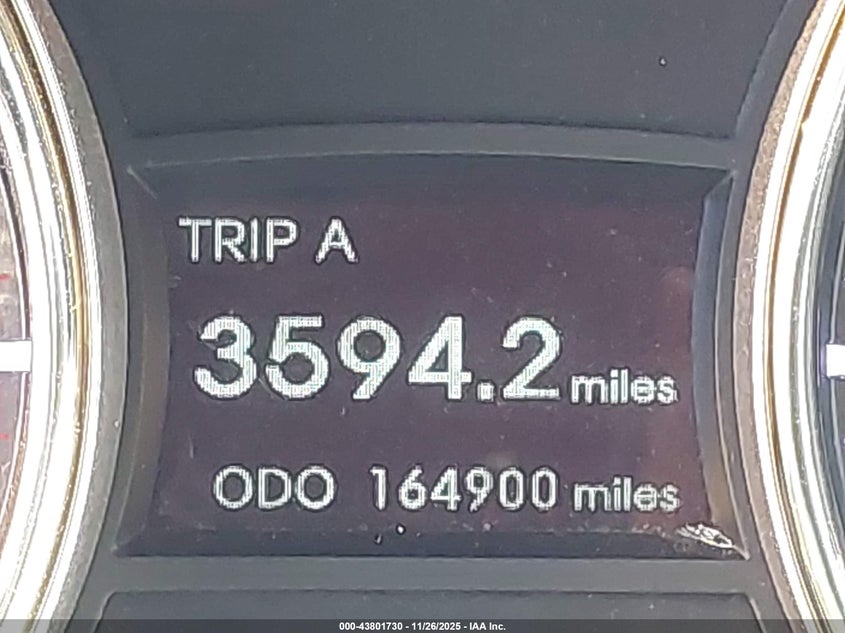 TRIP A
3594.2 miles
ODO 164900 miles
000-43801730 - 11/26/2025 - IAA Inc.